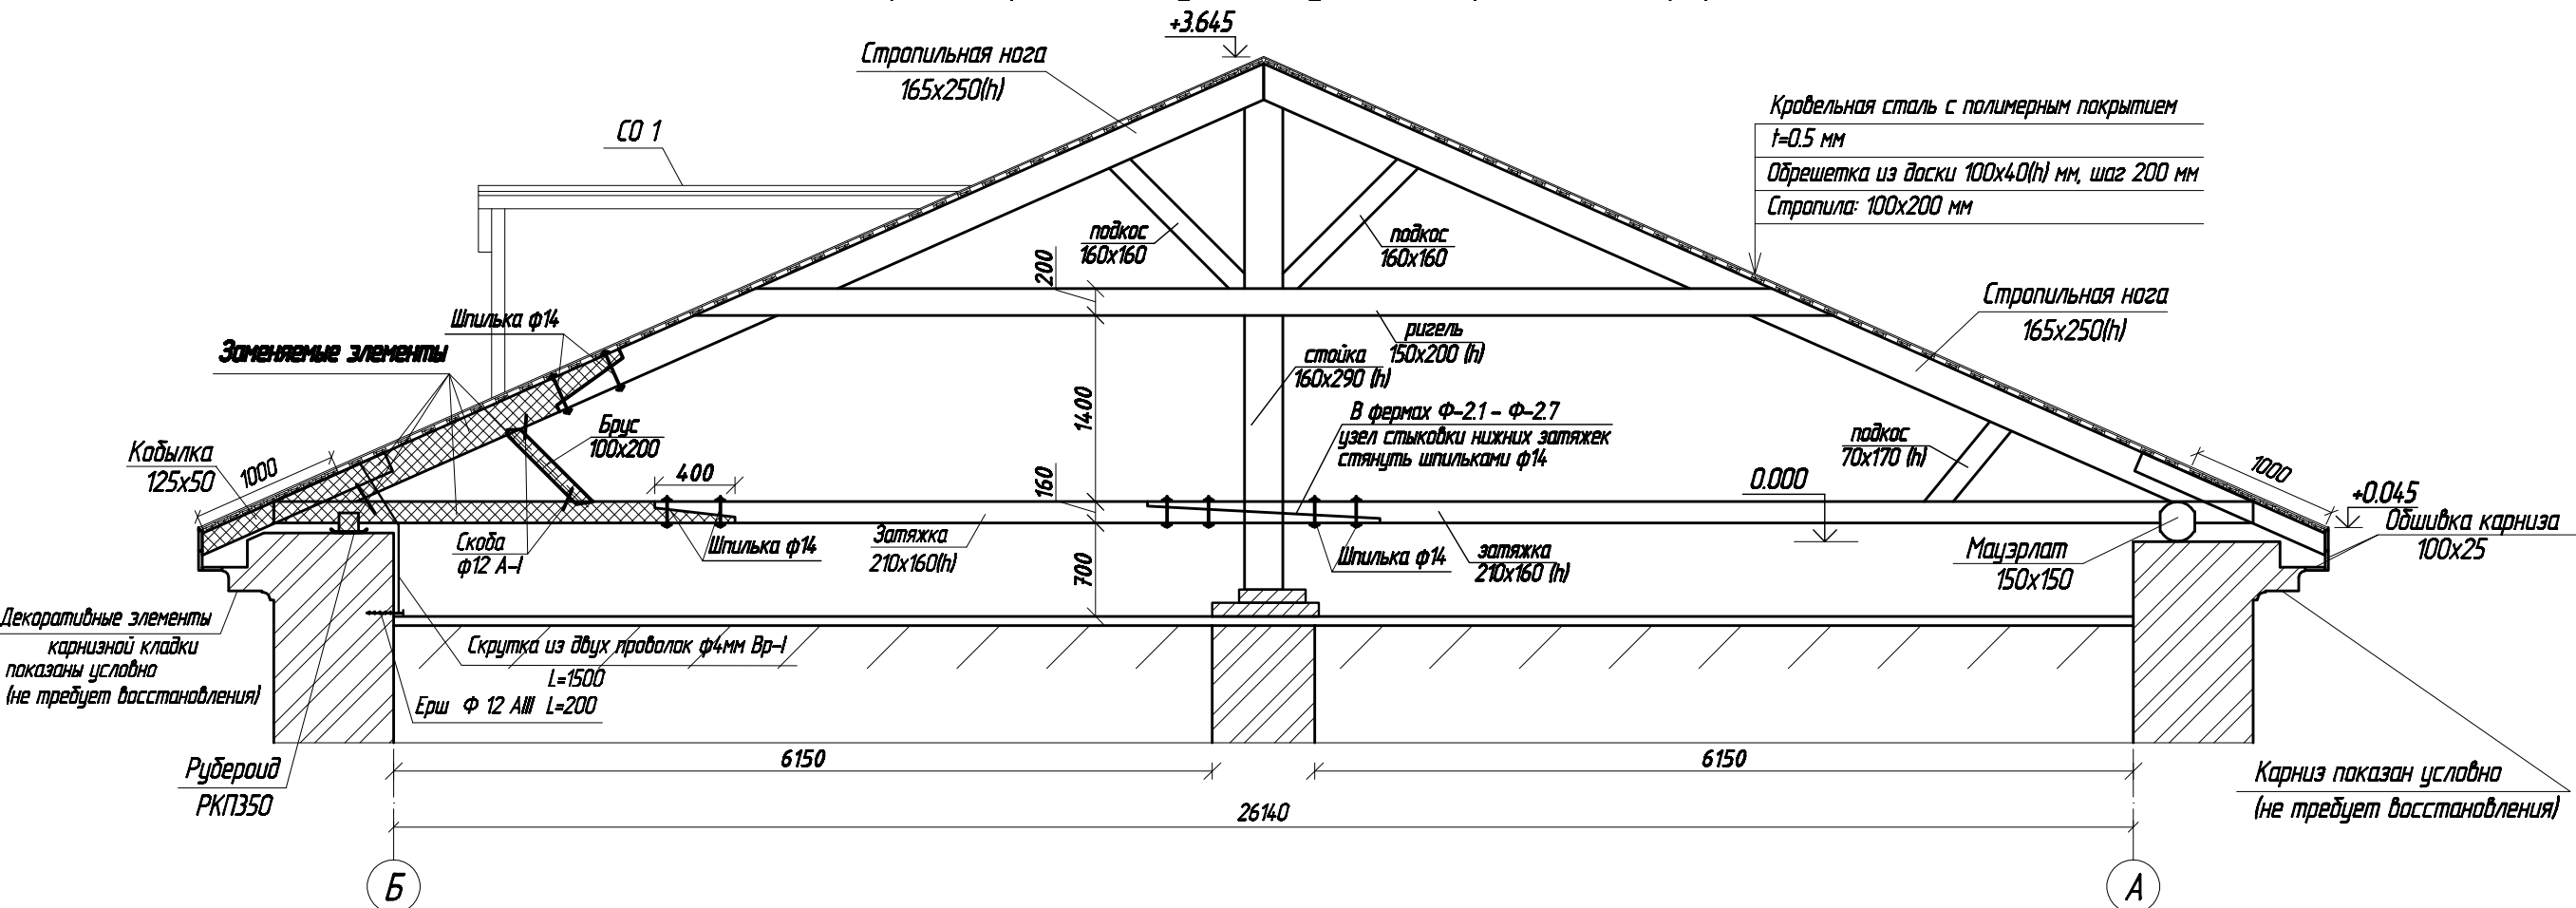 +3.645
Стропильная нога
165х250(h)
Кровельная сталь с полимерным покрытием
t=0.5 мм
Обрешетка из доски 100х40(h) мм, шаг 200 мм
Стропила: 100х200 мм
СО 1
подкос
160х160
подкос
160х160
200
Стропильная нога
165х250(h)
Шпилька ф14
Заменяемые элементы
ригель
150х200 (h)
стойка
160х290 (h)
1400
В фермах Ф-2.1 - Ф-2.7
узел стыковки нижних затяжек
стянуть шпильками ф14
Брус
100х200
подкос
70х170 (h)
Кобылка
125х50
1000
400
160
0.000
1000
+0.045
Обшивка карниза
100х25
Скоба
ф12 А-I
Шпилька ф14
Затяжка
210х160(h)
700
Шпилька ф14
затяжка
210х160 (h)
Мауэрлат
150х150
Декоративные элементы
карнизной кладки
показаны условно
(не требует восстановления)
Скрутка из двух проволок ф4мм Вр-I
L=1500
Ерш Ф 12 АIII L=200
Рубероид
РКП350
6150
6150
26140
Карниз показан условно
(не требует восстановления)
Б
А